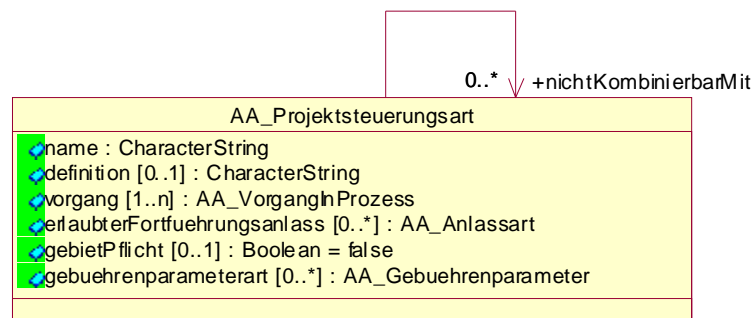 0..* +nichtKombinierbarMit
AA_Projektsteuerungsart
name : CharacterString
definition [0..1] : CharacterString
vorgang [1..n] : AA_VorgangInProzess
erlaubterFortfuehrungsanlass [0..*] : AA_Anlassart
gebietPflicht [0..1] : Boolean = false
gebuehrenparameterart [0..*] : AA_Gebuehrenparameter